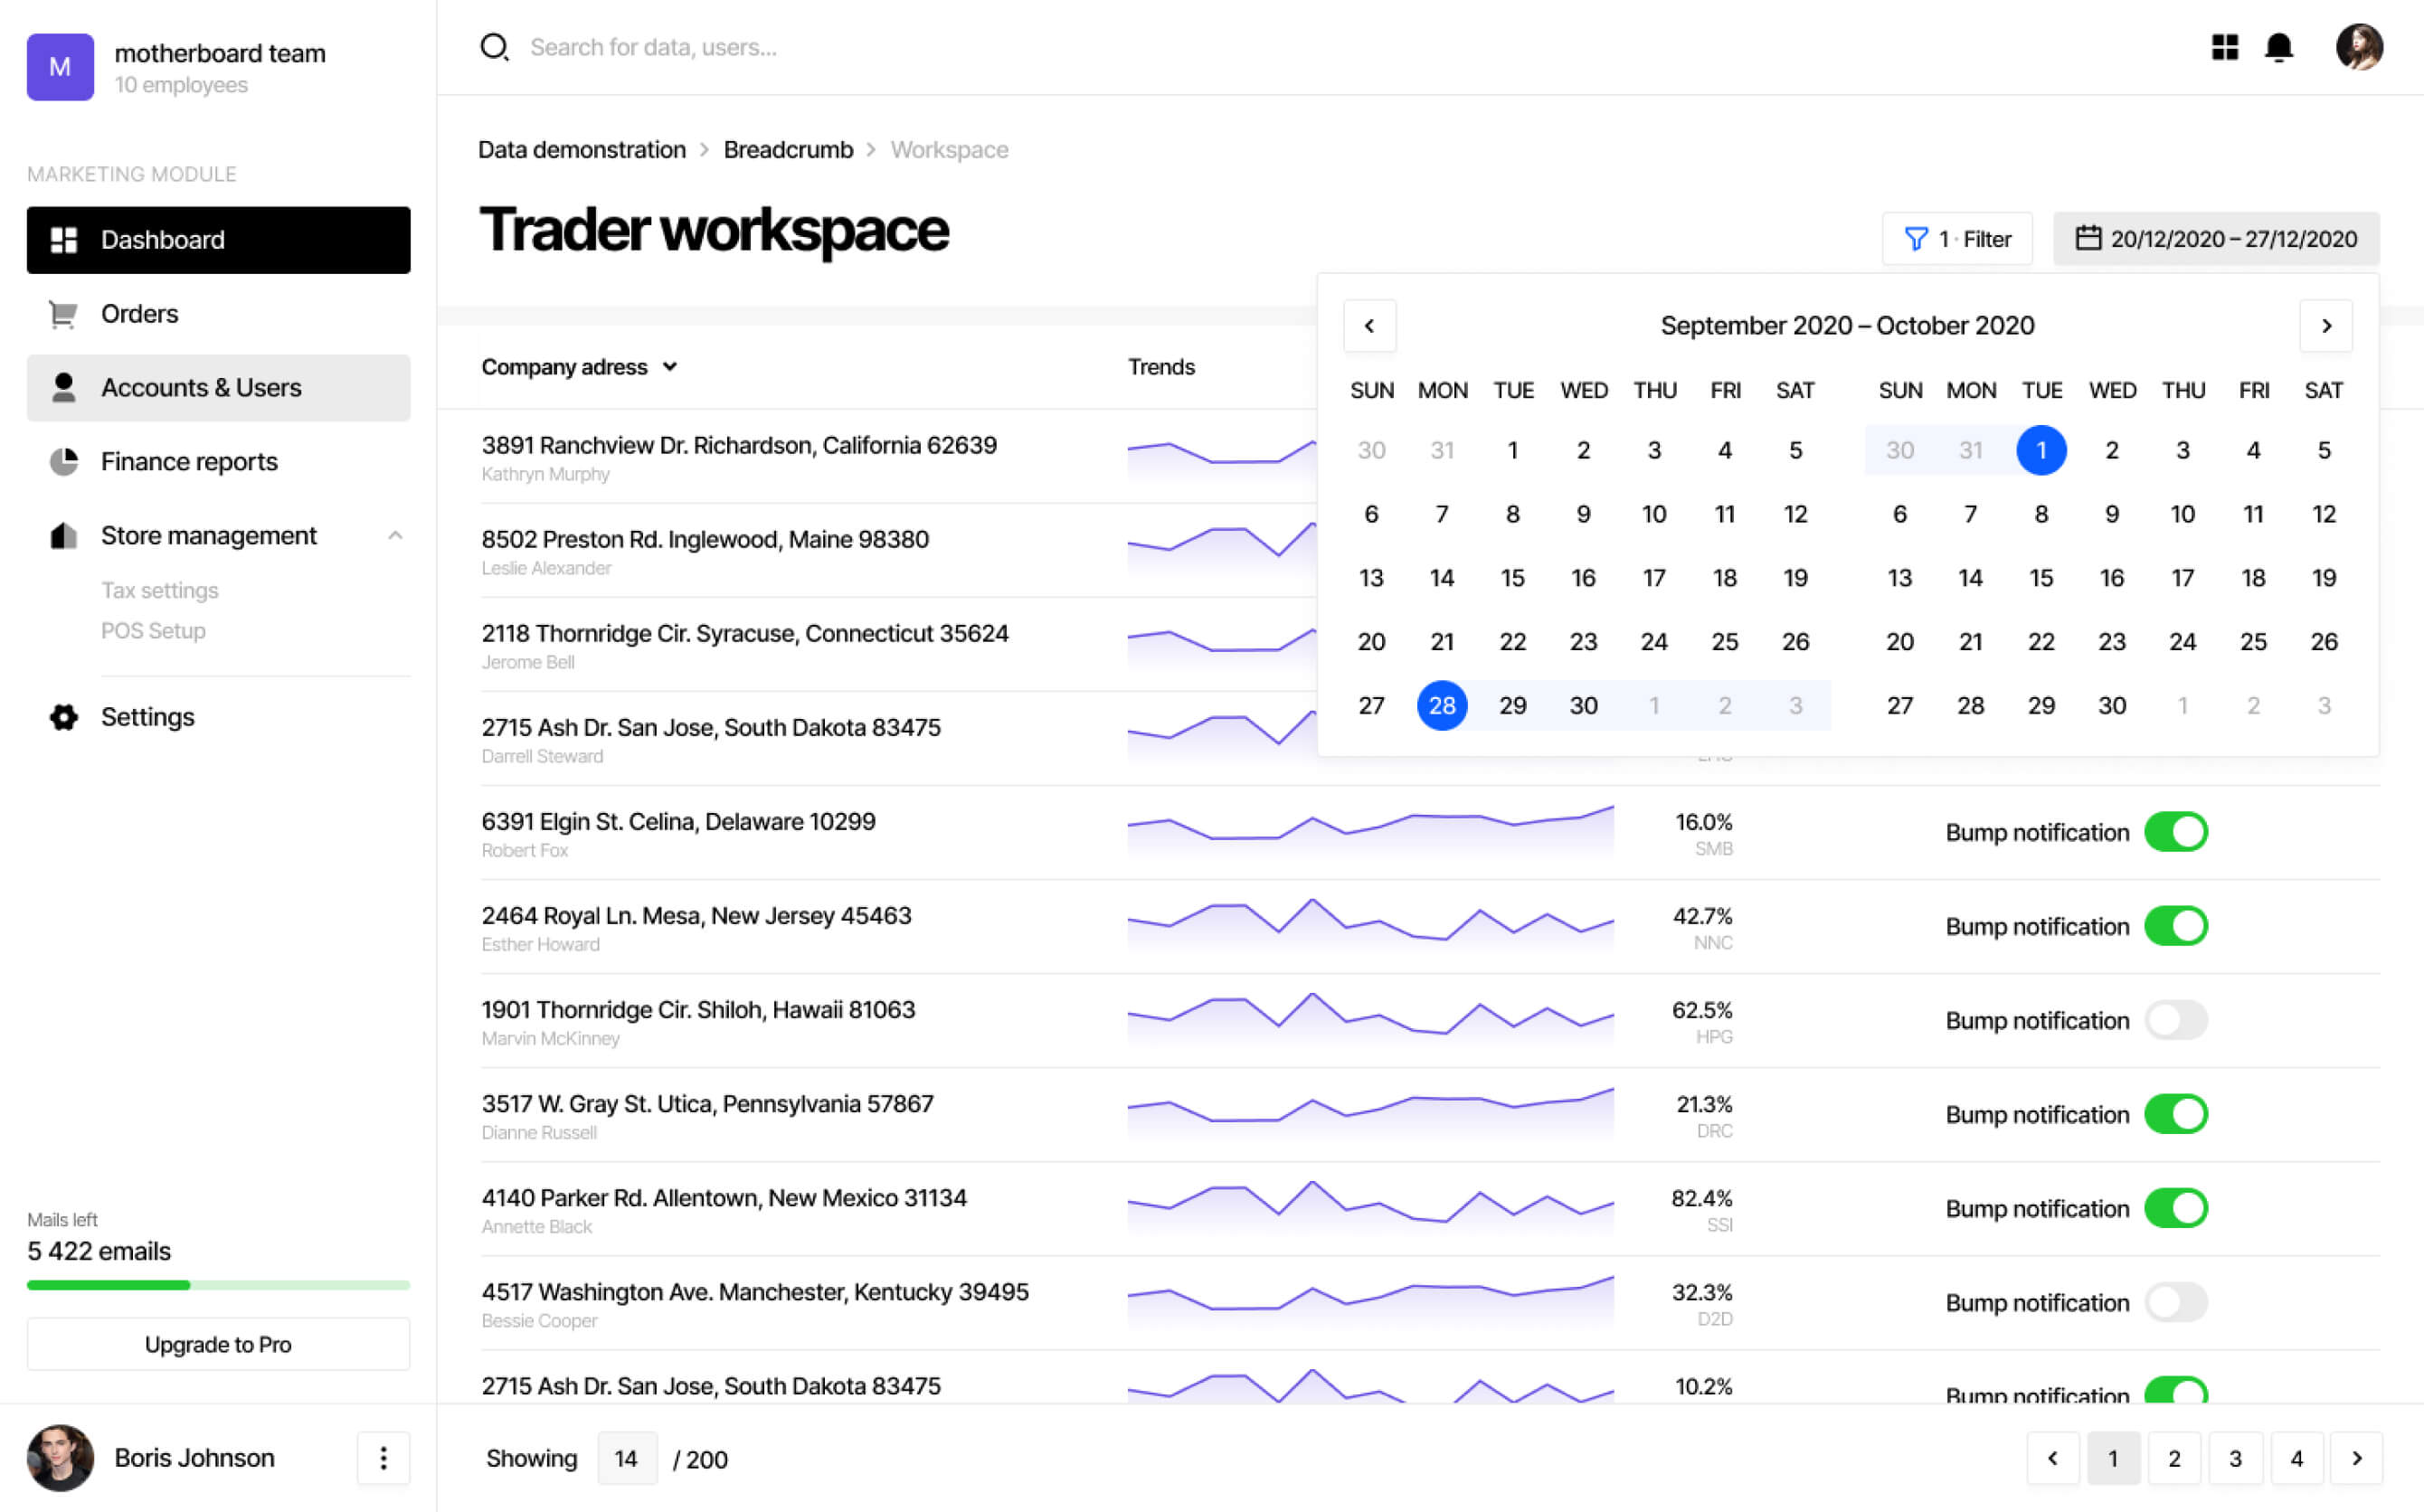 M
motherboard team
10 employees
MARKETING MODULE
Dashboard
Orders
Accounts & Users
Finance reports
Store management
Tax settings
POS Setup
Settings
Mails left
5 422 emails
Upgrade to Pro
Boris Johnson
Search for data, users...
Data demonstration > Breadcrumb > Workspace
Trader workspace
1 · Filter
20/12/2020 – 27/12/2020
September 2020 – October 2020
SUN MON TUE WED THU FRI SAT
30 31 1 2 3 4 5
6 7 8 9 10 11 12
13 14 15 16 17 18 19
20 21 22 23 24 25 26
27 28 29 30 1 2 3
SUN MON TUE WED THU FRI SAT
30 31 1 2 3 4 5
6 7 8 9 10 11 12
13 14 15 16 17 18 19
20 21 22 23 24 25 26
27 28 29 30 1 2 3
Company adress Trends
3891 Ranchview Dr. Richardson, California 62639
Kathryn Murphy
8502 Preston Rd. Inglewood, Maine 98380
Leslie Alexander
2118 Thornridge Cir. Syracuse, Connecticut 35624
Jerome Bell
2715 Ash Dr. San Jose, South Dakota 83475
Darrell Steward
6391 Elgin St. Celina, Delaware 10299 16.0% Bump notification
Robert Fox SMB
2464 Royal Ln. Mesa, New Jersey 45463 42.7% Bump notification
Esther Howard NNC
1901 Thornridge Cir. Shiloh, Hawaii 81063 62.5% Bump notification
Marvin McKinney HPG
3517 W. Gray St. Utica, Pennsylvania 57867 21.3% Bump notification
Dianne Russell DRC
4140 Parker Rd. Allentown, New Mexico 31134 82.4% Bump notification
Annette Black SSI
4517 Washington Ave. Manchester, Kentucky 39495 32.3% Bump notification
Bessie Cooper D2D
2715 Ash Dr. San Jose, South Dakota 83475 10.2% Bump notification
Showing 14 / 200
1 2 3 4